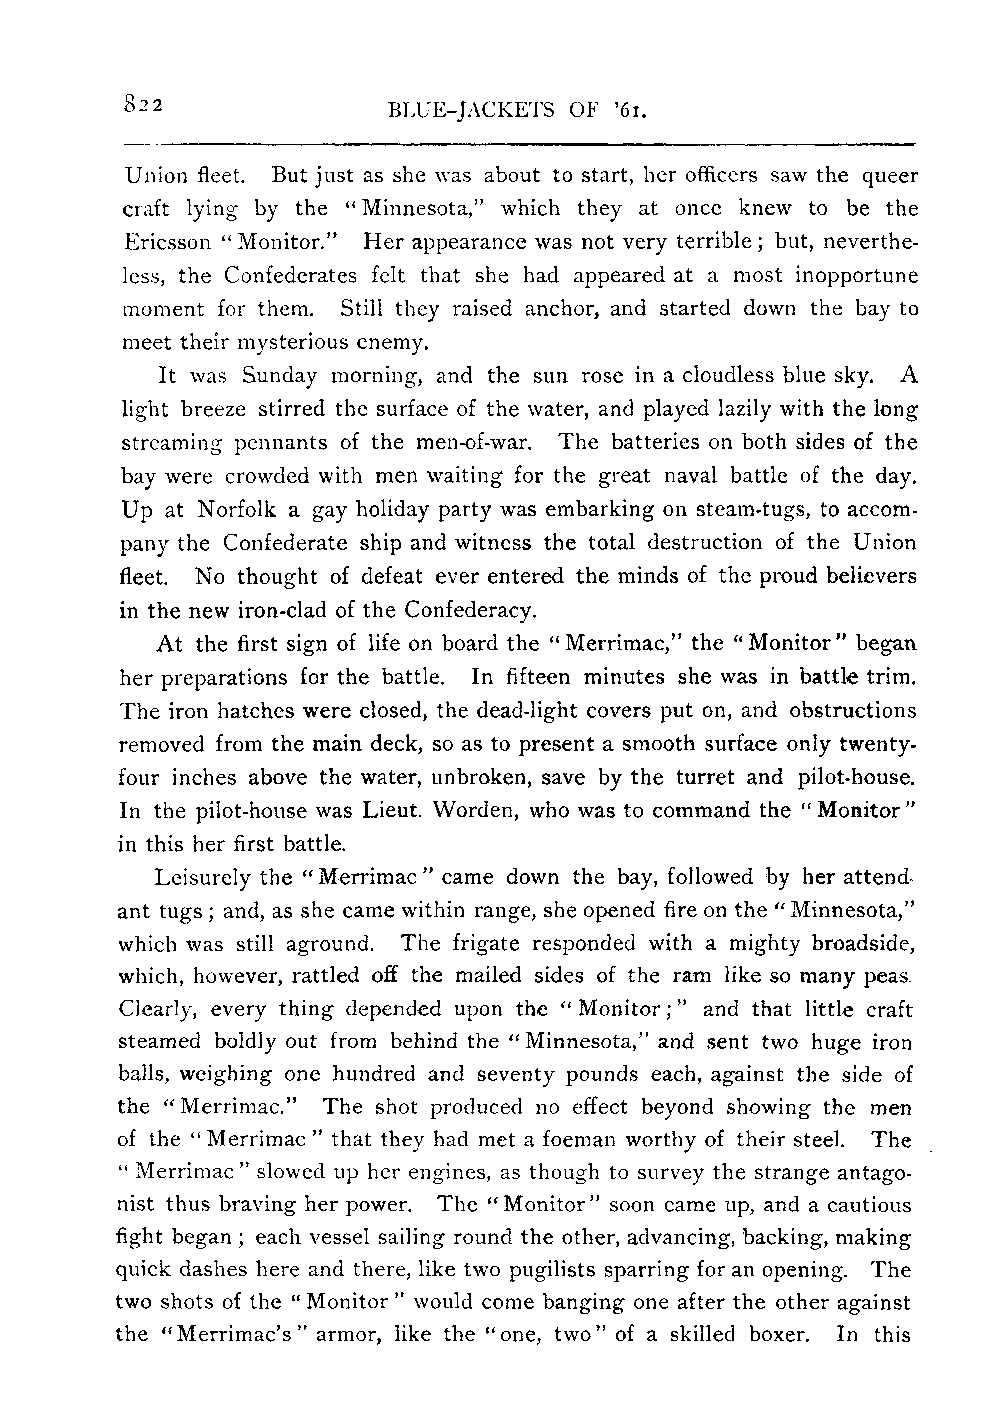 822
BLUE-JACKETS OF '61.
Union fleet. But just as she was about to start, her officers saw the queer
craft lying by the "Minnesota," which they at once knew to be the
Ericsson "Monitor." Her appearance was not very terrible; but, neverthe-
less, the Confederates felt that she had appeared at a most inopportune
moment for them. Still they raised anchor, and started down the bay to
meet their mysterious enemy.
It was Sunday morning, and the sun rose in a cloudless blue sky. A
light breeze stirred the surface of the water, and played lazily with the long
streaming pennants of the men-of-war. The batteries on both sides of the
bay were crowded with men waiting for the great naval battle of the day.
Up at Norfolk a gay holiday party was embarking on steam-tugs, to accom-
pany the Confederate ship and witness the total destruction of the Union
fleet. No thought of defeat ever entered the minds of the proud believers
in the new iron-clad of the Confederacy.
At the first sign of life on board the "Merrimac," the "Monitor" began
her preparations for the battle. In fifteen minutes she was in battle trim.
The iron hatches were closed, the dead-light covers put on, and obstructions
removed from the main deck, so as to present a smooth surface only twenty-
four inches above the water, unbroken, save by the turret and pilot-house.
In the pilot-house was Lieut. Worden, who was to command the "Monitor"
in this her first battle.
Leisurely the "Merrimac" came down the bay, followed by her attend-
ant tugs; and, as she came within range, she opened fire on the "Minnesota,"
which was still aground. The frigate responded with a mighty broadside,
which, however, rattled off the mailed sides of the ram like so many peas.
Clearly, every thing depended upon the "Monitor;" and that little craft
steamed boldly out from behind the "Minnesota," and sent two huge iron
balls, weighing one hundred and seventy pounds each, against the side of
the "Merrimac." The shot produced no effect beyond showing the men
of the "Merrimac" that they had met a foeman worthy of their steel. The
"Merrimac" slowed up her engines, as though to survey the strange antago-
nist thus braving her power. The "Monitor" soon came up, and a cautious
fight began; each vessel sailing round the other, advancing, backing, making
quick dashes here and there, like two pugilists sparring for an opening. The
two shots of the "Monitor" would come banging one after the other against
the "Merrimac's" armor, like the "one, two" of a skilled boxer. In this